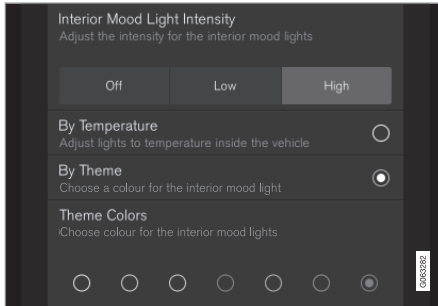 Interior Mood Light Intensity
Adjust the intensity for the interior mood lights
Off Low High
By Temperature
Adjust lights to temperature inside the vehicle
By Theme
Choose a colour for the interior mood light
Theme Colors
Choose colour for the interior mood lights
G063282